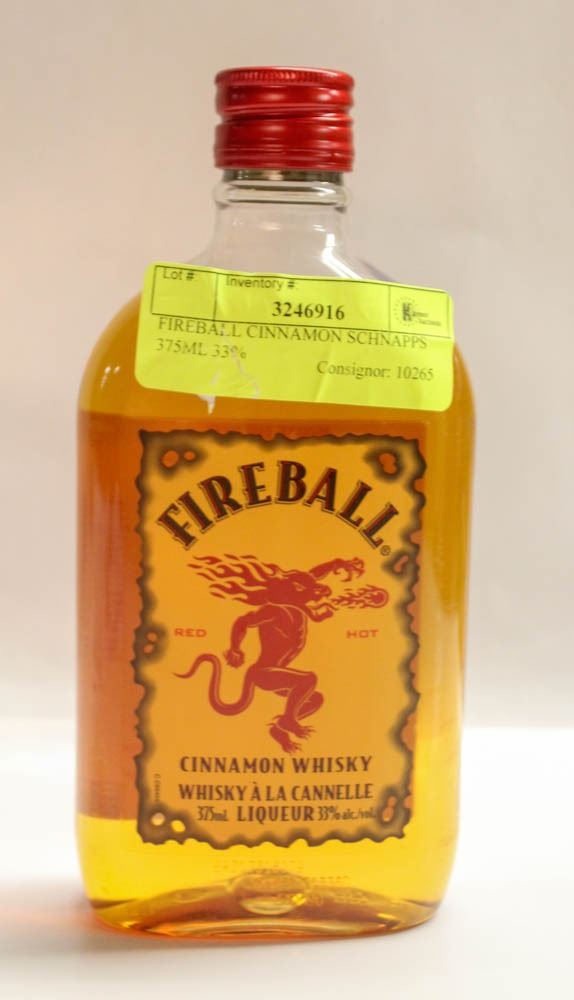 Lot #: Inventory #:
3246916
FIREBALL CINNAMON SCHNAPPS
375ML 33%
Consignor: 10265
FIREBALL®
RED HOT
CINNAMON WHISKY
WHISKY À LA CANNELLE
375mL LIQUEUR 33% alc./vol.